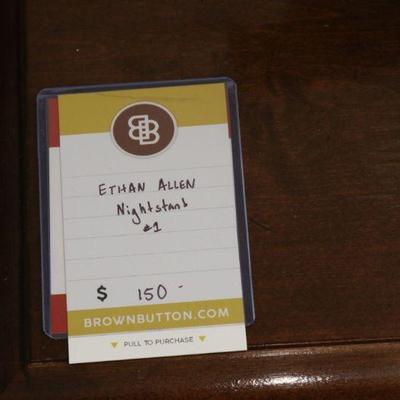 BB
ETHAN ALLEN
Nightstand
#1
$ 150-
BROWNBUTTON.COM
PULL TO PURCHASE